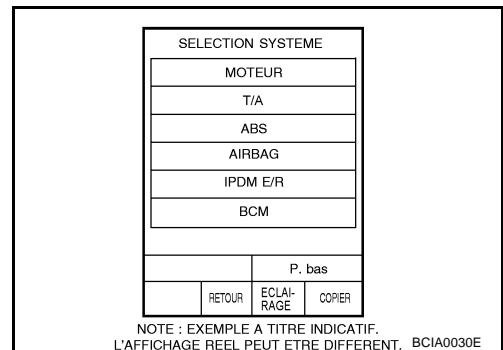 SELECTION SYSTEME
MOTEUR
T/A
ABS
AIRBAG
IPDM E/R
BCM
P. bas
RETOUR
ECLAI-
RAGE
COPIER
NOTE : EXEMPLE A TITRE INDICATIF.
L'AFFICHAGE REEL PEUT ETRE DIFFERENT. BCIA0030E